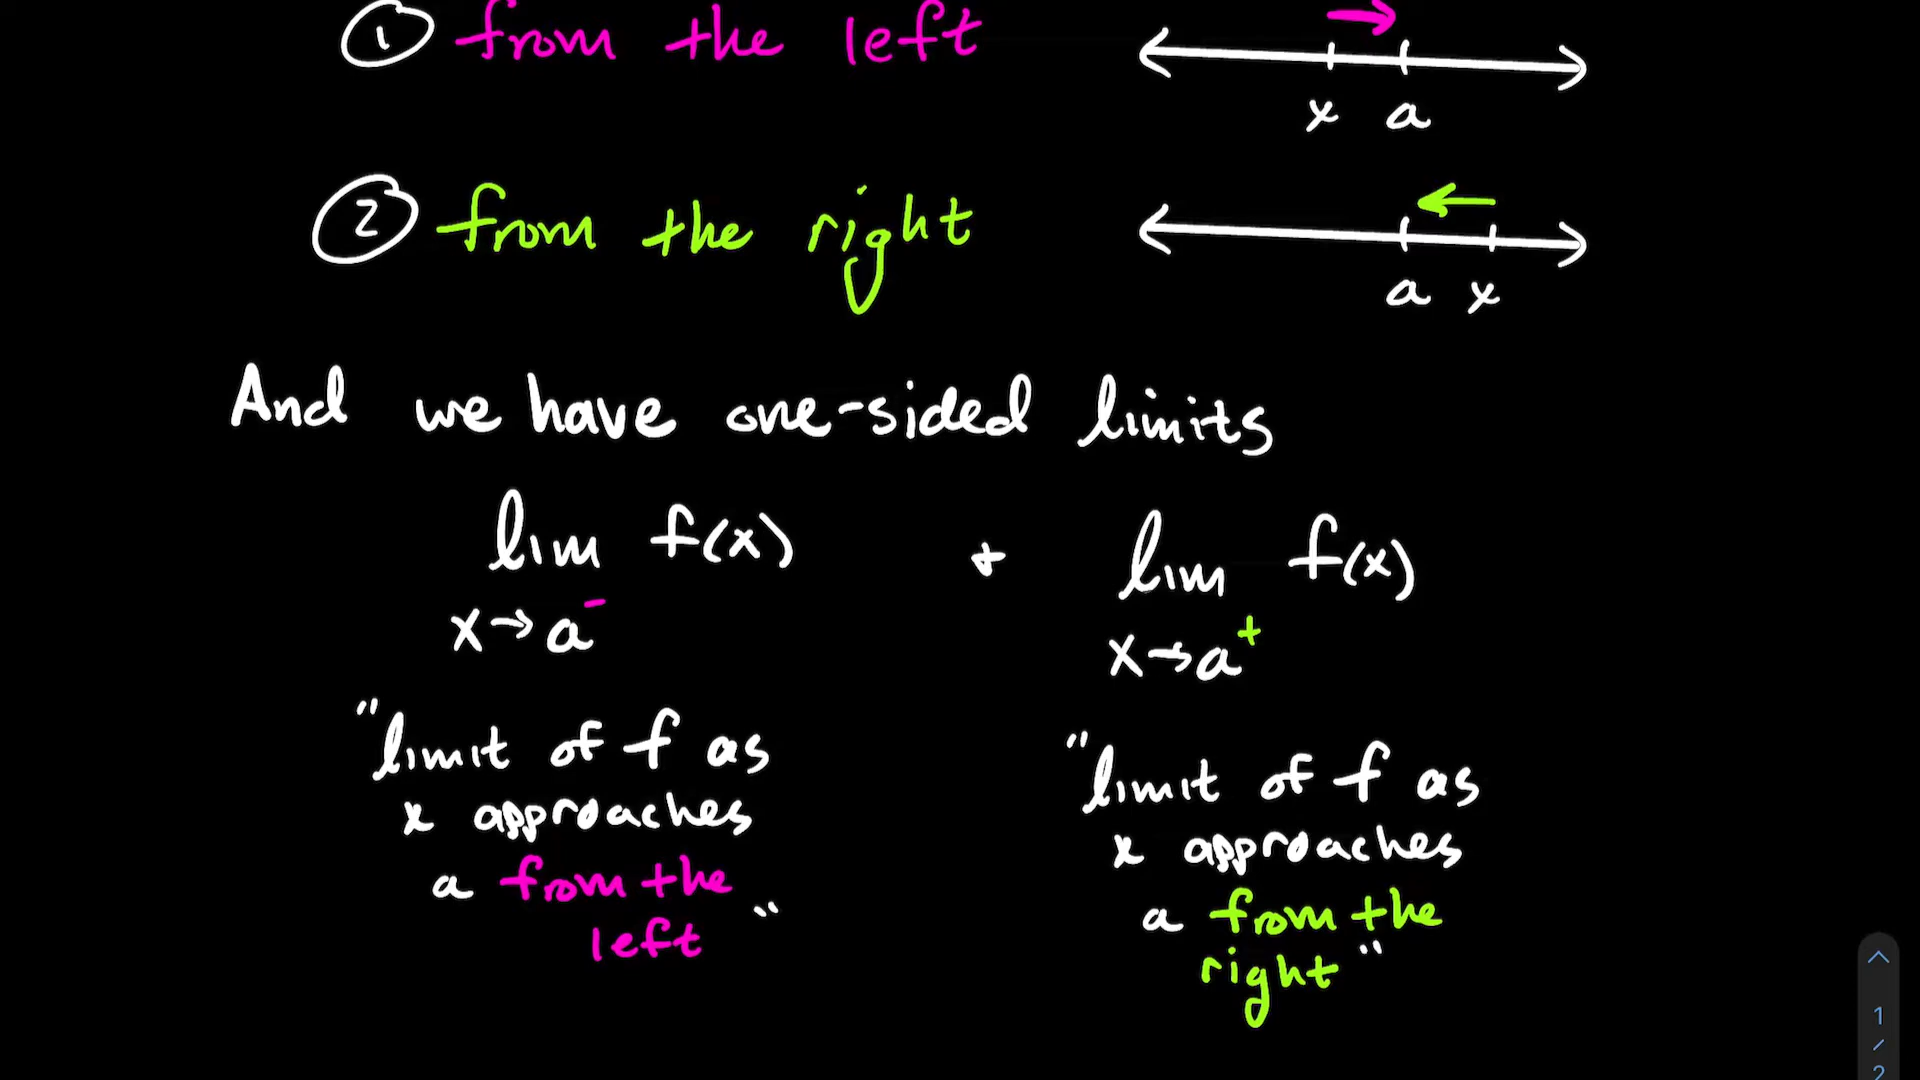 ① from the left
x a
② from the right
a x
And we have one-sided limits
lim f(x) + lim f(x)
x→a⁻ x→a⁺
"limit of f as
x approaches
a from the
left"
"limit of f as
x approaches
a from the
right"
1
/
2